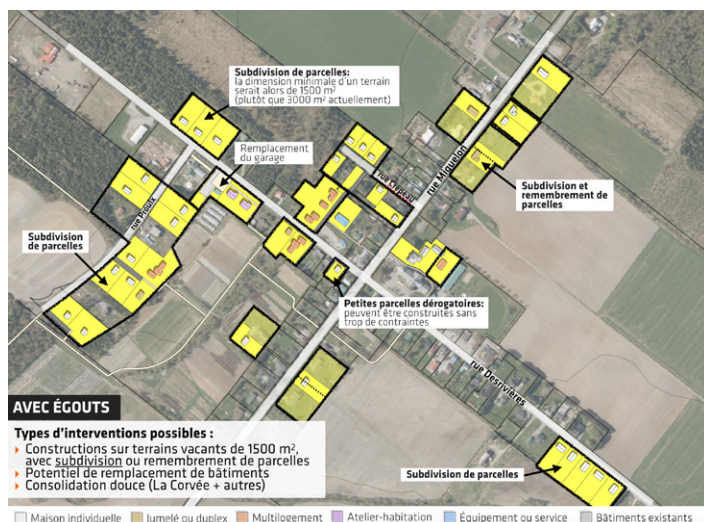 Subdivision de parcelles:
la dimension minimale d'un terrain
serait alors de 1500 m²
(plutôt que 3000 m² actuellement)
Remplacement
du garage
rue Proulx
rue Crépeau
rue Miquelon
Subdivision et
remembrement de
parcelles
Subdivision
de parcelles
Petites parcelles dérogatoires:
peuvent être construites sans
trop de contraintes
rue Desrivières
AVEC ÉGOUTS
Types d'interventions possibles :
Constructions sur terrains vacants de 1500 m²,
avec subdivision ou remembrement de parcelles
Potentiel de remplacement de bâtiments
Consolidation douce (La Corvée + autres)
Subdivision de parcelles
Maison individuelle Jumelé ou duplex Multilogement Atelier-habitation Équipement ou service Bâtiments existants